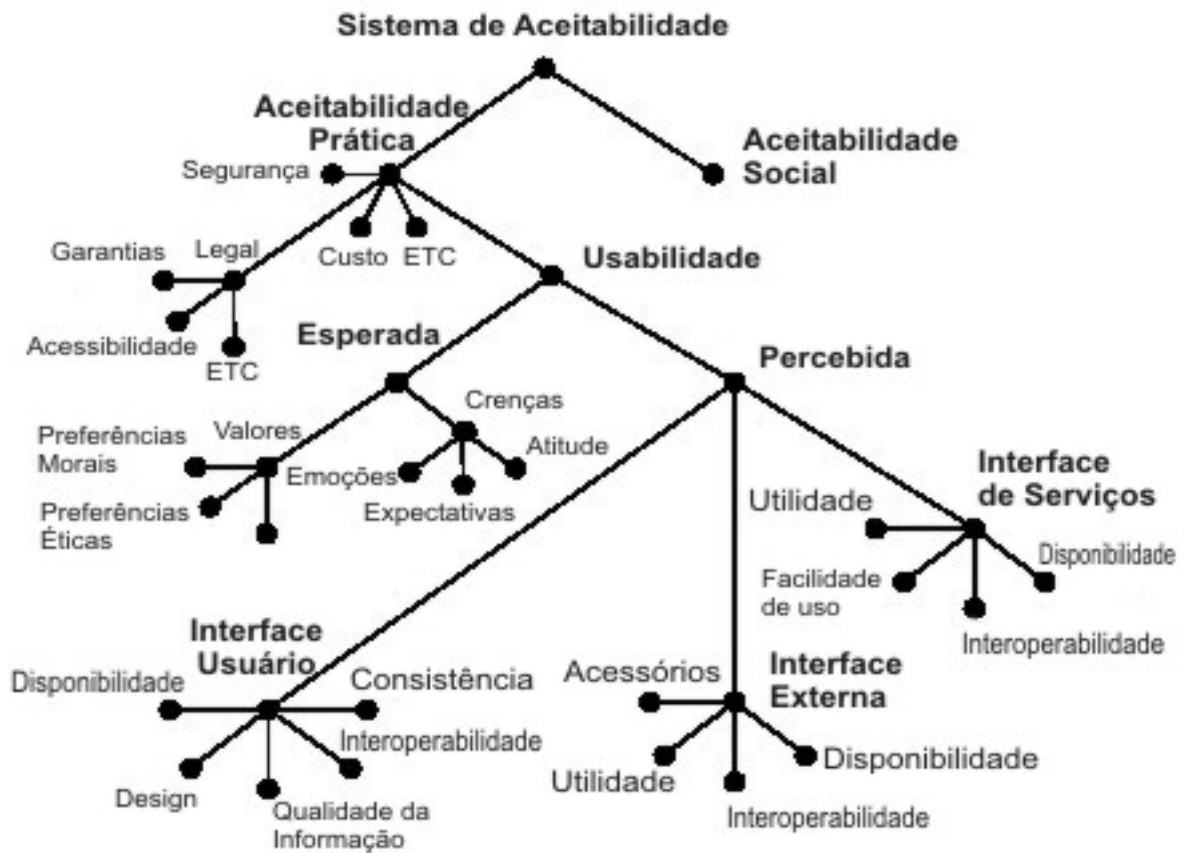 Sistema de Aceitabilidade
Aceitabilidade
Prática
Aceitabilidade
Social
Segurança
Garantias
Legal
Custo
ETC
Usabilidade
Acessibilidade
ETC
Esperada
Percebida
Crenças
Preferências
Morais
Valores
Atitude
Emoções
Expectativas
Preferências
Éticas
Interface
de Serviços
Utilidade
Disponibilidade
Facilidade
de uso
Interoperabilidade
Interface
Usuário
Disponibilidade
Consistência
Interoperabilidade
Design
Qualidade da
Informação
Acessórios
Interface
Externa
Utilidade
Disponibilidade
Interoperabilidade